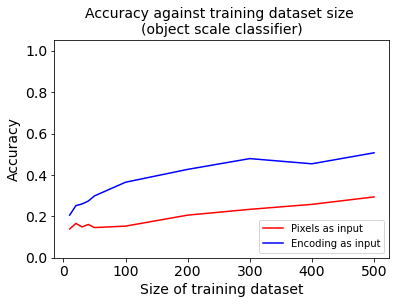 Accuracy against training dataset size
(object scale classifier)
1.0
0.8
0.6
0.4
0.2
0.0
Accuracy
0 100 200 300 400 500
Size of training dataset
Pixels as input
Encoding as input